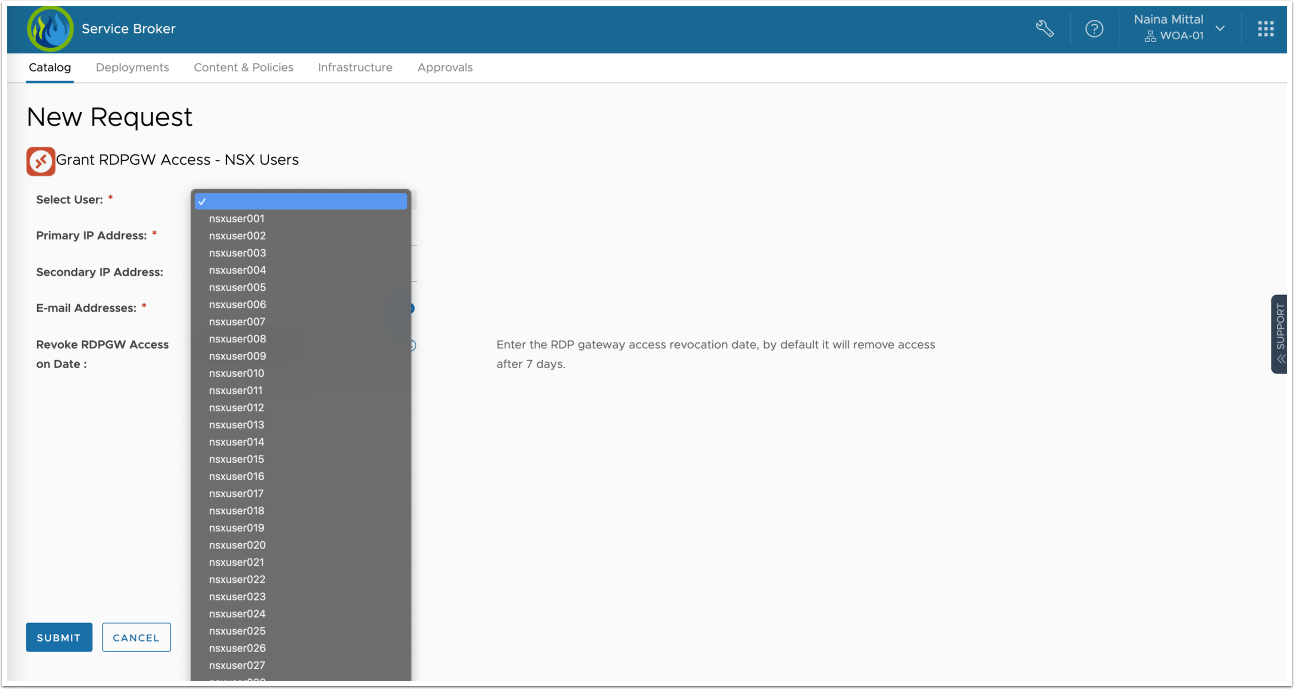 Service Broker
Naina Mittal
WOA-01
Catalog
Deployments
Content & Policies
Infrastructure
Approvals
New Request
Grant RDPGW Access - NSX Users
Select User: *
Primary IP Address: *
Secondary IP Address:
E-mail Addresses: *
Revoke RDPGW Access
on Date :
nsxuser001
nsxuser002
nsxuser003
nsxuser004
nsxuser005
nsxuser006
nsxuser007
nsxuser008
nsxuser009
nsxuser010
nsxuser011
nsxuser012
nsxuser013
nsxuser014
nsxuser015
nsxuser016
nsxuser017
nsxuser018
nsxuser019
nsxuser020
nsxuser021
nsxuser022
nsxuser023
nsxuser024
nsxuser025
nsxuser026
nsxuser027
Enter the RDP gateway access revocation date, by default it will remove access
after 7 days.
SUPPORT
SUBMIT
CANCEL